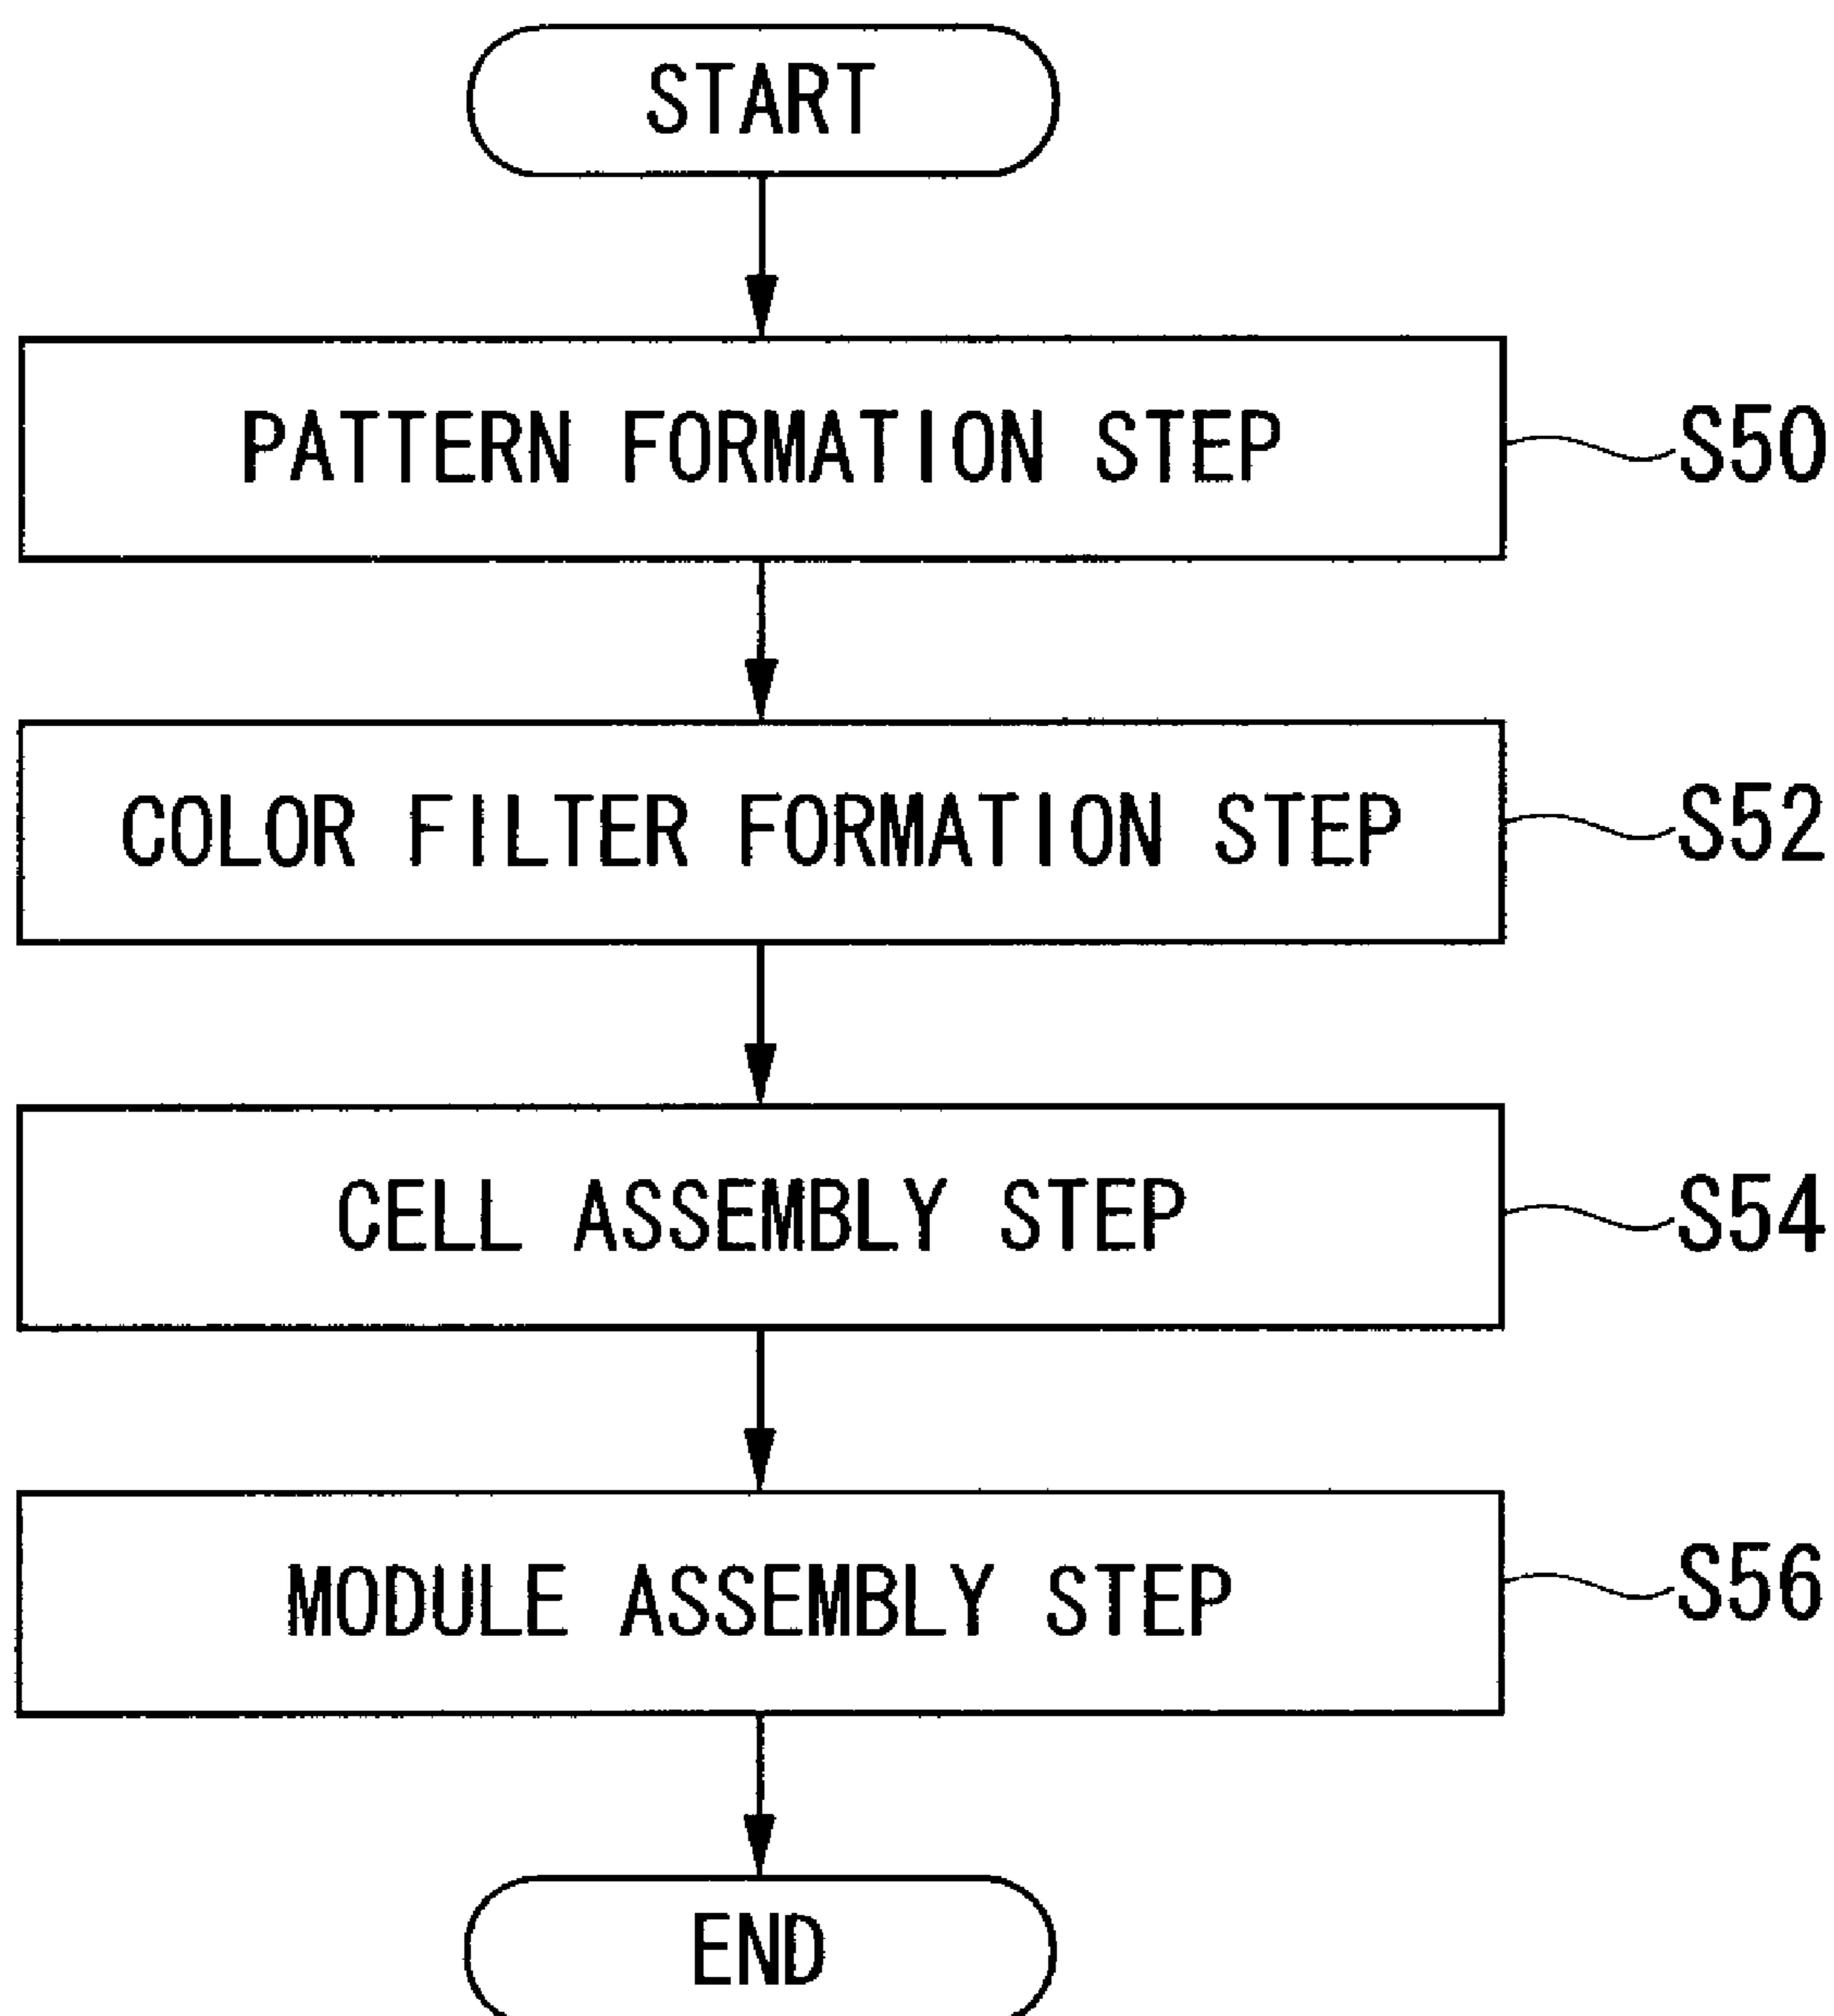 START
PATTERN FORMATION STEP
S50
COLOR FILTER FORMATION STEP
S52
CELL ASSEMBLY STEP
S54
MODULE ASSEMBLY STEP
S56
END